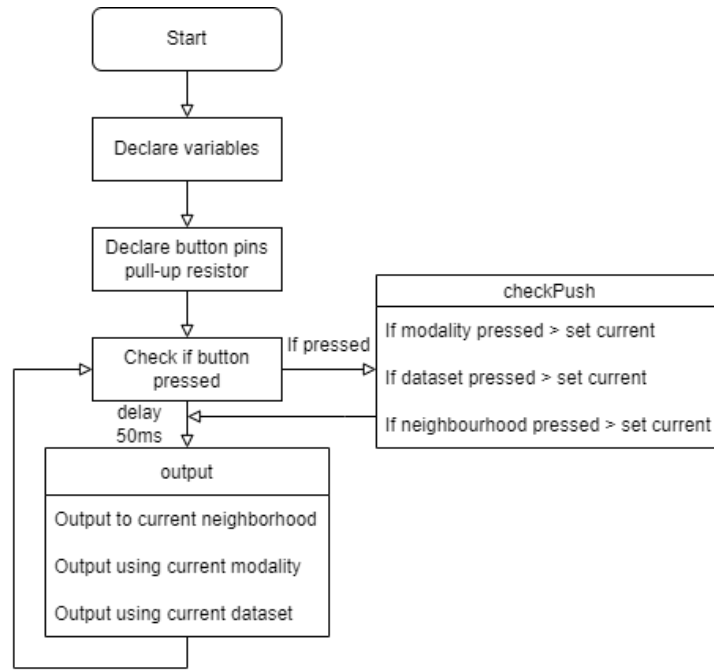 Start
Declare variables
Declare button pins
pull-up resistor
Check if button
pressed
If pressed
checkPush
If modality pressed > set current
If dataset pressed > set current
If neighbourhood pressed > set current
delay
50ms
output
Output to current neighborhood
Output using current modality
Output using current dataset